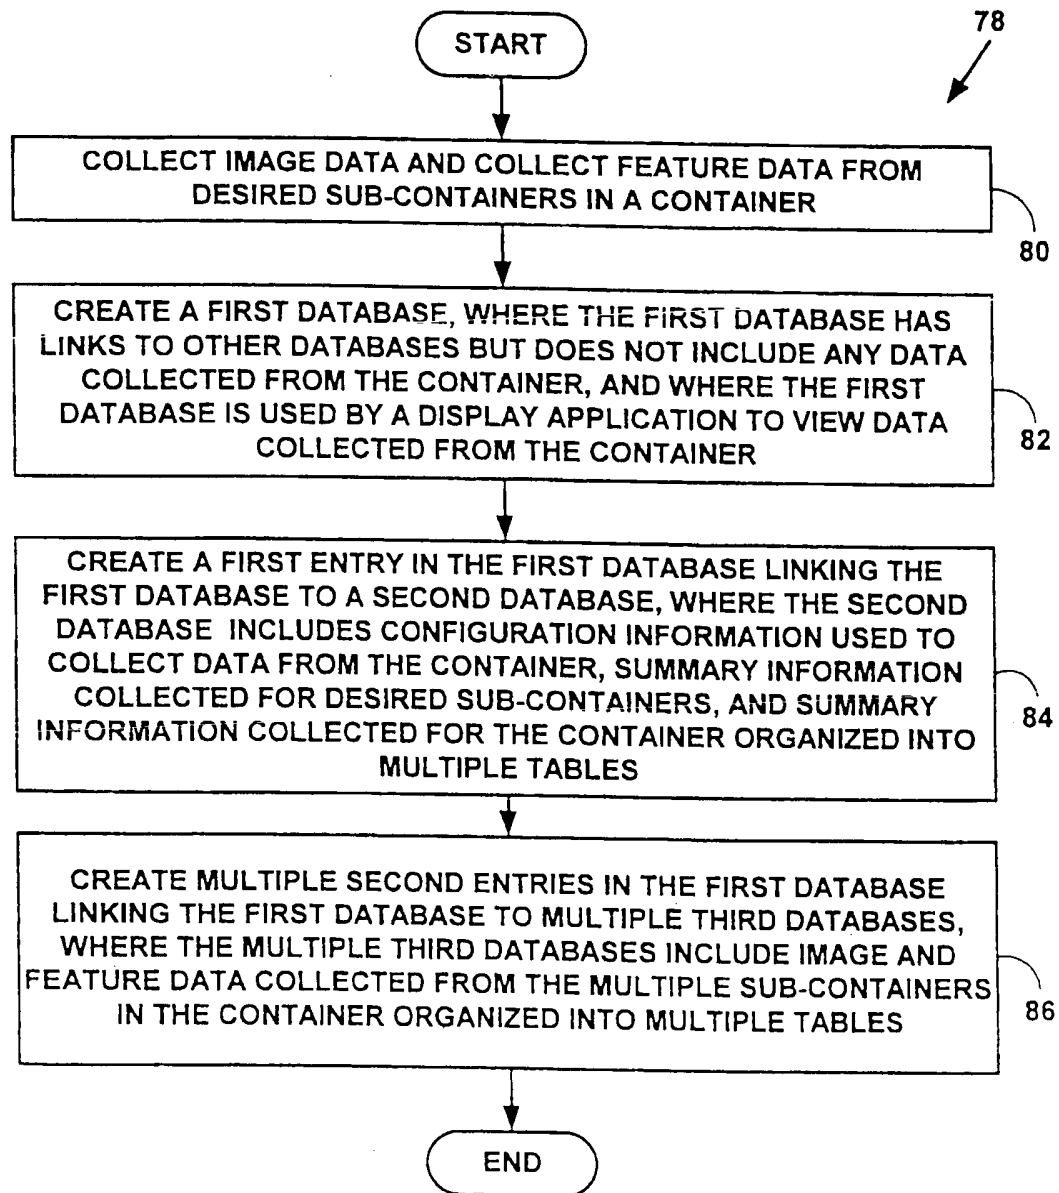 START
78
COLLECT IMAGE DATA AND COLLECT FEATURE DATA FROM
DESIRED SUB-CONTAINERS IN A CONTAINER
80
CREATE A FIRST DATABASE, WHERE THE FIRST DATABASE HAS
LINKS TO OTHER DATABASES BUT DOES NOT INCLUDE ANY DATA
COLLECTED FROM THE CONTAINER, AND WHERE THE FIRST
DATABASE IS USED BY A DISPLAY APPLICATION TO VIEW DATA
COLLECTED FROM THE CONTAINER
82
CREATE A FIRST ENTRY IN THE FIRST DATABASE LINKING THE
FIRST DATABASE TO A SECOND DATABASE, WHERE THE SECOND
DATABASE INCLUDES CONFIGURATION INFORMATION USED TO
COLLECT DATA FROM THE CONTAINER, SUMMARY INFORMATION
COLLECTED FOR DESIRED SUB-CONTAINERS, AND SUMMARY
INFORMATION COLLECTED FOR THE CONTAINER ORGANIZED INTO
MULTIPLE TABLES
84
CREATE MULTIPLE SECOND ENTRIES IN THE FIRST DATABASE
LINKING THE FIRST DATABASE TO MULTIPLE THIRD DATABASES,
WHERE THE MULTIPLE THIRD DATABASES INCLUDE IMAGE AND
FEATURE DATA COLLECTED FROM THE MULTIPLE SUB-CONTAINERS
IN THE CONTAINER ORGANIZED INTO MULTIPLE TABLES
86
END